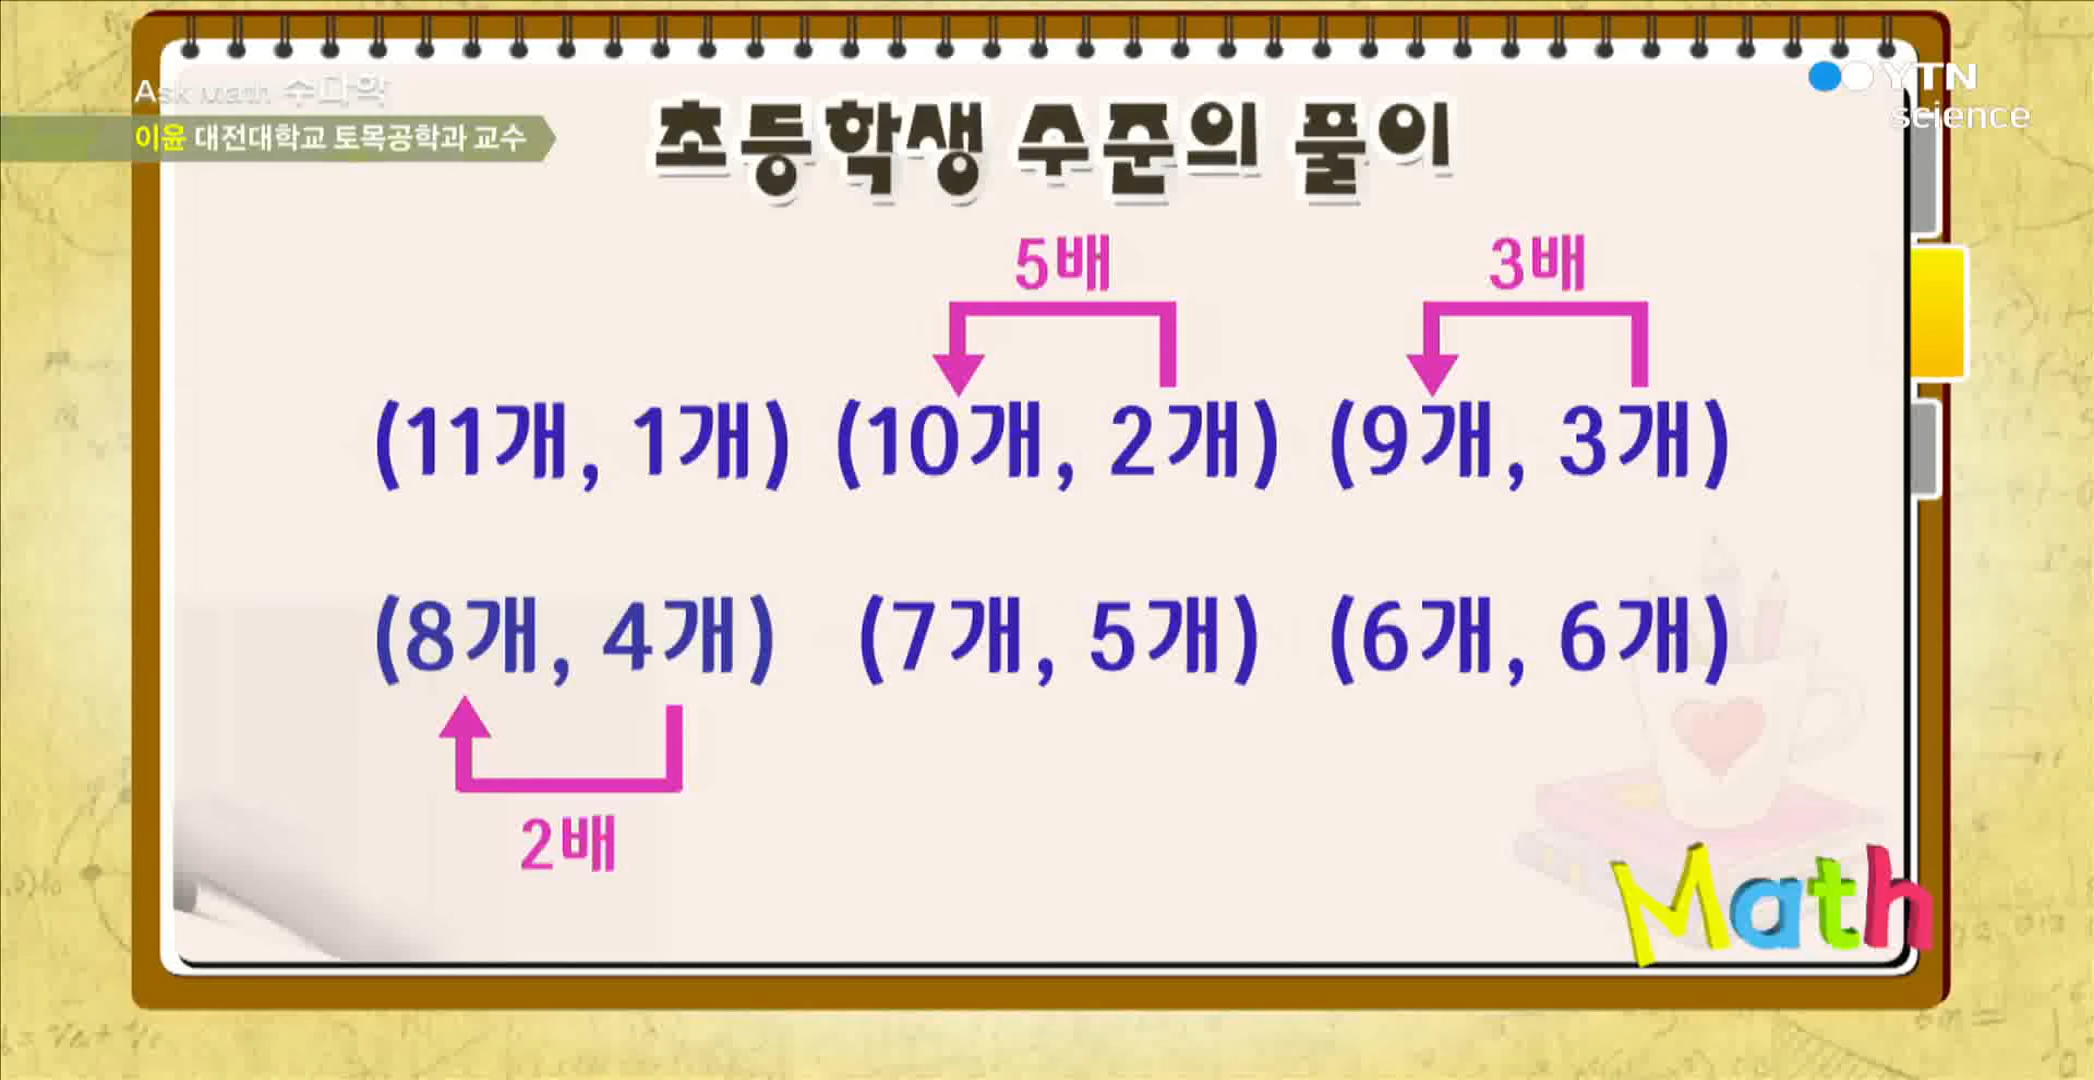 Ask Math 수다학
YTN
science
이윤 대전대학교 토목공학과 교수
초등학생 수준의 풀이
5배 3배
(11개, 1개) (10개, 2개) (9개, 3개)
(8개, 4개) (7개, 5개) (6개, 6개)
2배
Math